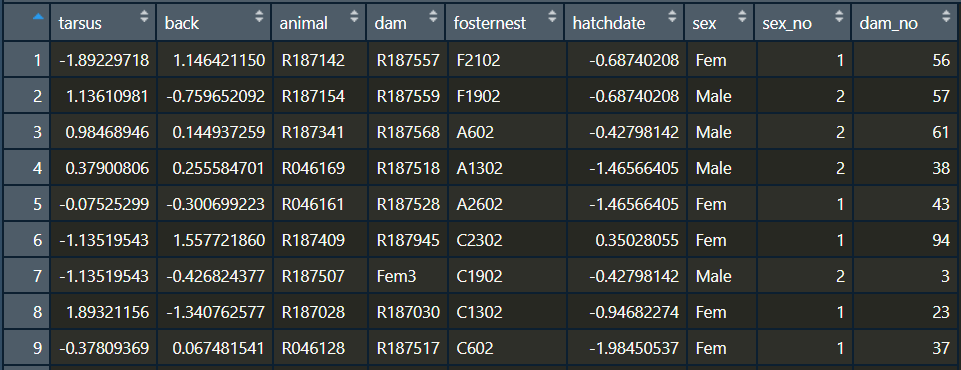 tarsus back animal dam fosternest hatchdate sex sex_no dam_no
1 -1.89229718 1.146421150 R187142 R187557 F2102 -0.68740208 Fem 1 56
2 1.13610981 -0.759652092 R187154 R187559 F1902 -0.68740208 Male 2 57
3 0.98468946 0.144937259 R187341 R187568 A602 -0.42798142 Male 2 61
4 0.37900806 0.255584701 R046169 R187518 A1302 -1.46566405 Male 2 38
5 -0.07525299 -0.300699223 R046161 R187528 A2602 -1.46566405 Fem 1 43
6 -1.13519543 1.557721860 R187409 R187945 C2302 0.35028055 Fem 1 94
7 -1.13519543 -0.426824377 R187507 Fem3 C1902 -0.42798142 Male 2 3
8 1.89321156 -1.340762577 R187028 R187030 C1302 -0.94682274 Fem 1 23
9 -0.37809369 0.067481541 R046128 R187517 C602 -1.98450537 Fem 1 37